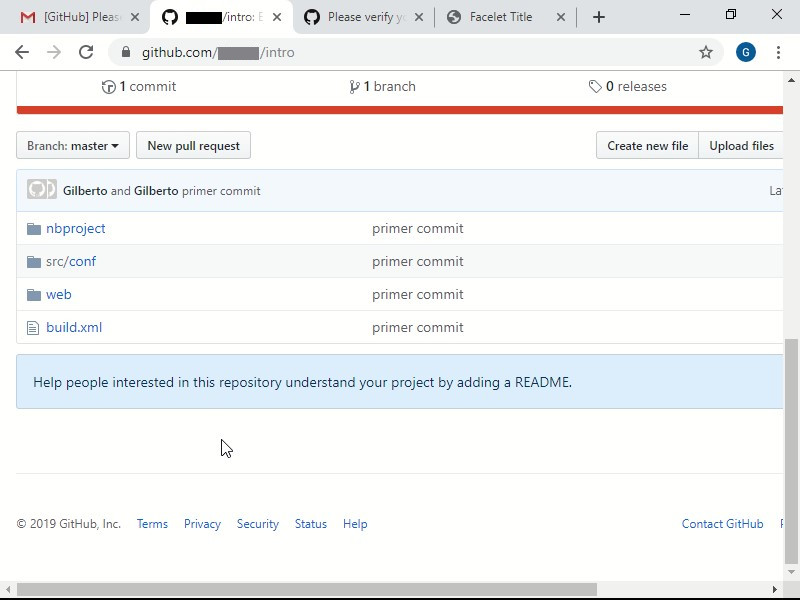 [GitHub] Pleas
/intro: E
Please verify yo
Facelet Title
github.com/
/intro
G
1 commit
1 branch
0 releases
Branch: master
New pull request
Create new file
Upload files
Gilberto and Gilberto primer commit
La
nbproject
primer commit
src/conf
primer commit
web
primer commit
build.xml
primer commit
Help people interested in this repository understand your project by adding a README.
© 2019 GitHub, Inc.
Terms
Privacy
Security
Status
Help
Contact GitHub